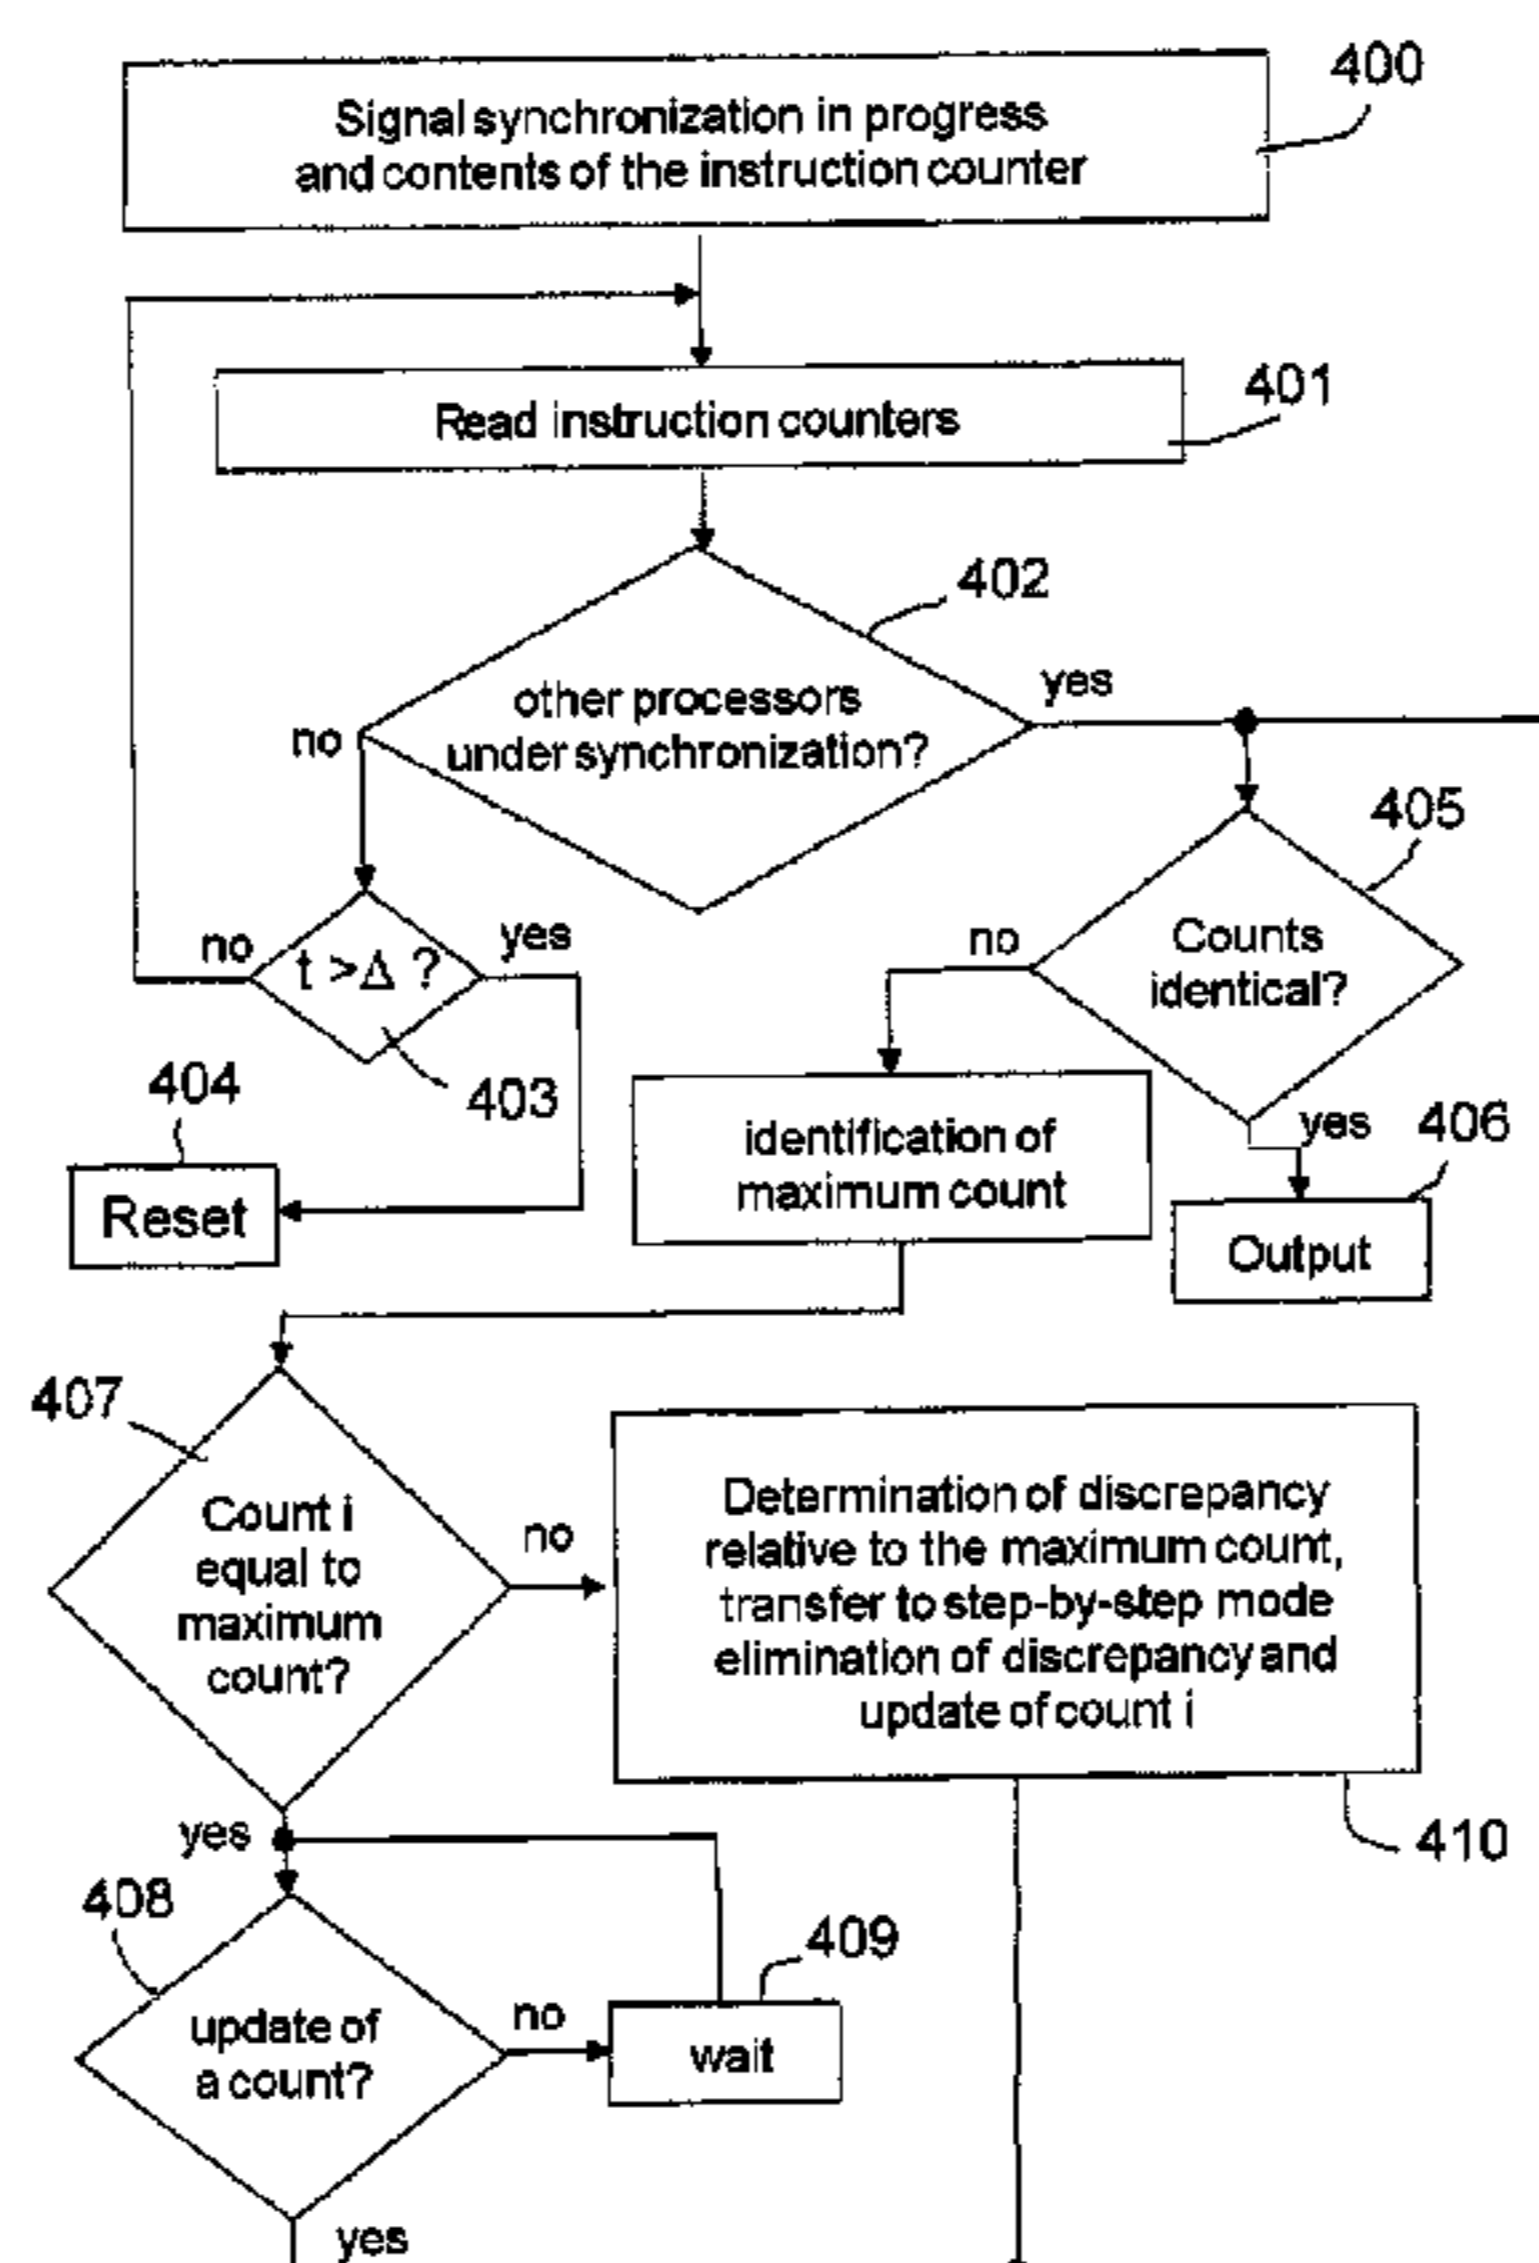 400
Signal synchronization in progress
and contents of the instruction counter
401
Read instruction counters
402
other processors
under synchronization?
yes
no
405
Counts
identical?
no
yes
t > Δ ?
no
yes
403
404
Reset
identification of
maximum count
406
Output
407
Count i
equal to
maximum
count?
no
Determination of discrepancy
relative to the maximum count,
transfer to step-by-step mode
elimination of discrepancy and
update of count i
yes
410
408
409
update of
a count?
no
wait
yes